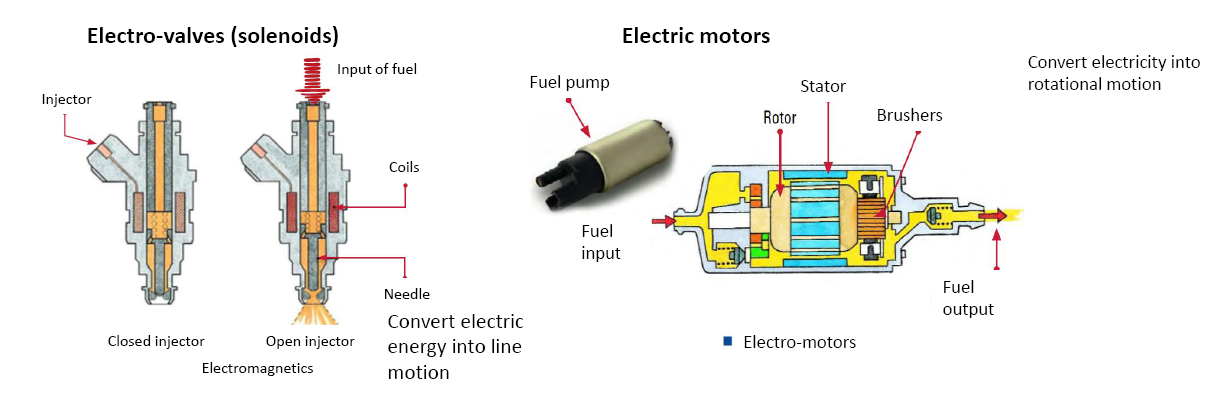 Electro-valves (solenoids)
Input of fuel
Injector
Coils
Needle
Closed injector
Open injector
Electromagnetics
Convert electric
energy into line
motion
Electric motors
Convert electricity into
rotational motion
Fuel pump
Stator
Rotor
Brushers
Fuel
input
Fuel
output
Electro-motors